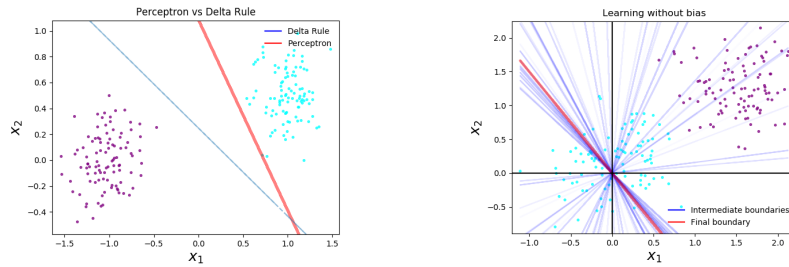 Perceptron vs Delta Rule
Delta Rule
Perceptron
x2
1.0
0.8
0.6
0.4
0.2
0.0
−0.2
−0.4
−1.5 −1.0 −0.5 0.0 0.5 1.0 1.5
x1
Learning without bias
x2
2.0
1.5
1.0
0.5
0.0
−0.5
Intermediate boundaries
Final boundary
−1.0 −0.5 0.0 0.5 1.0 1.5 2.0
x1